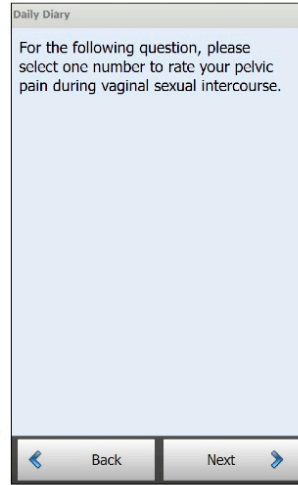 Daily Diary
For the following question, please
select one number to rate your pelvic
pain during vaginal sexual intercourse.
Back
Next